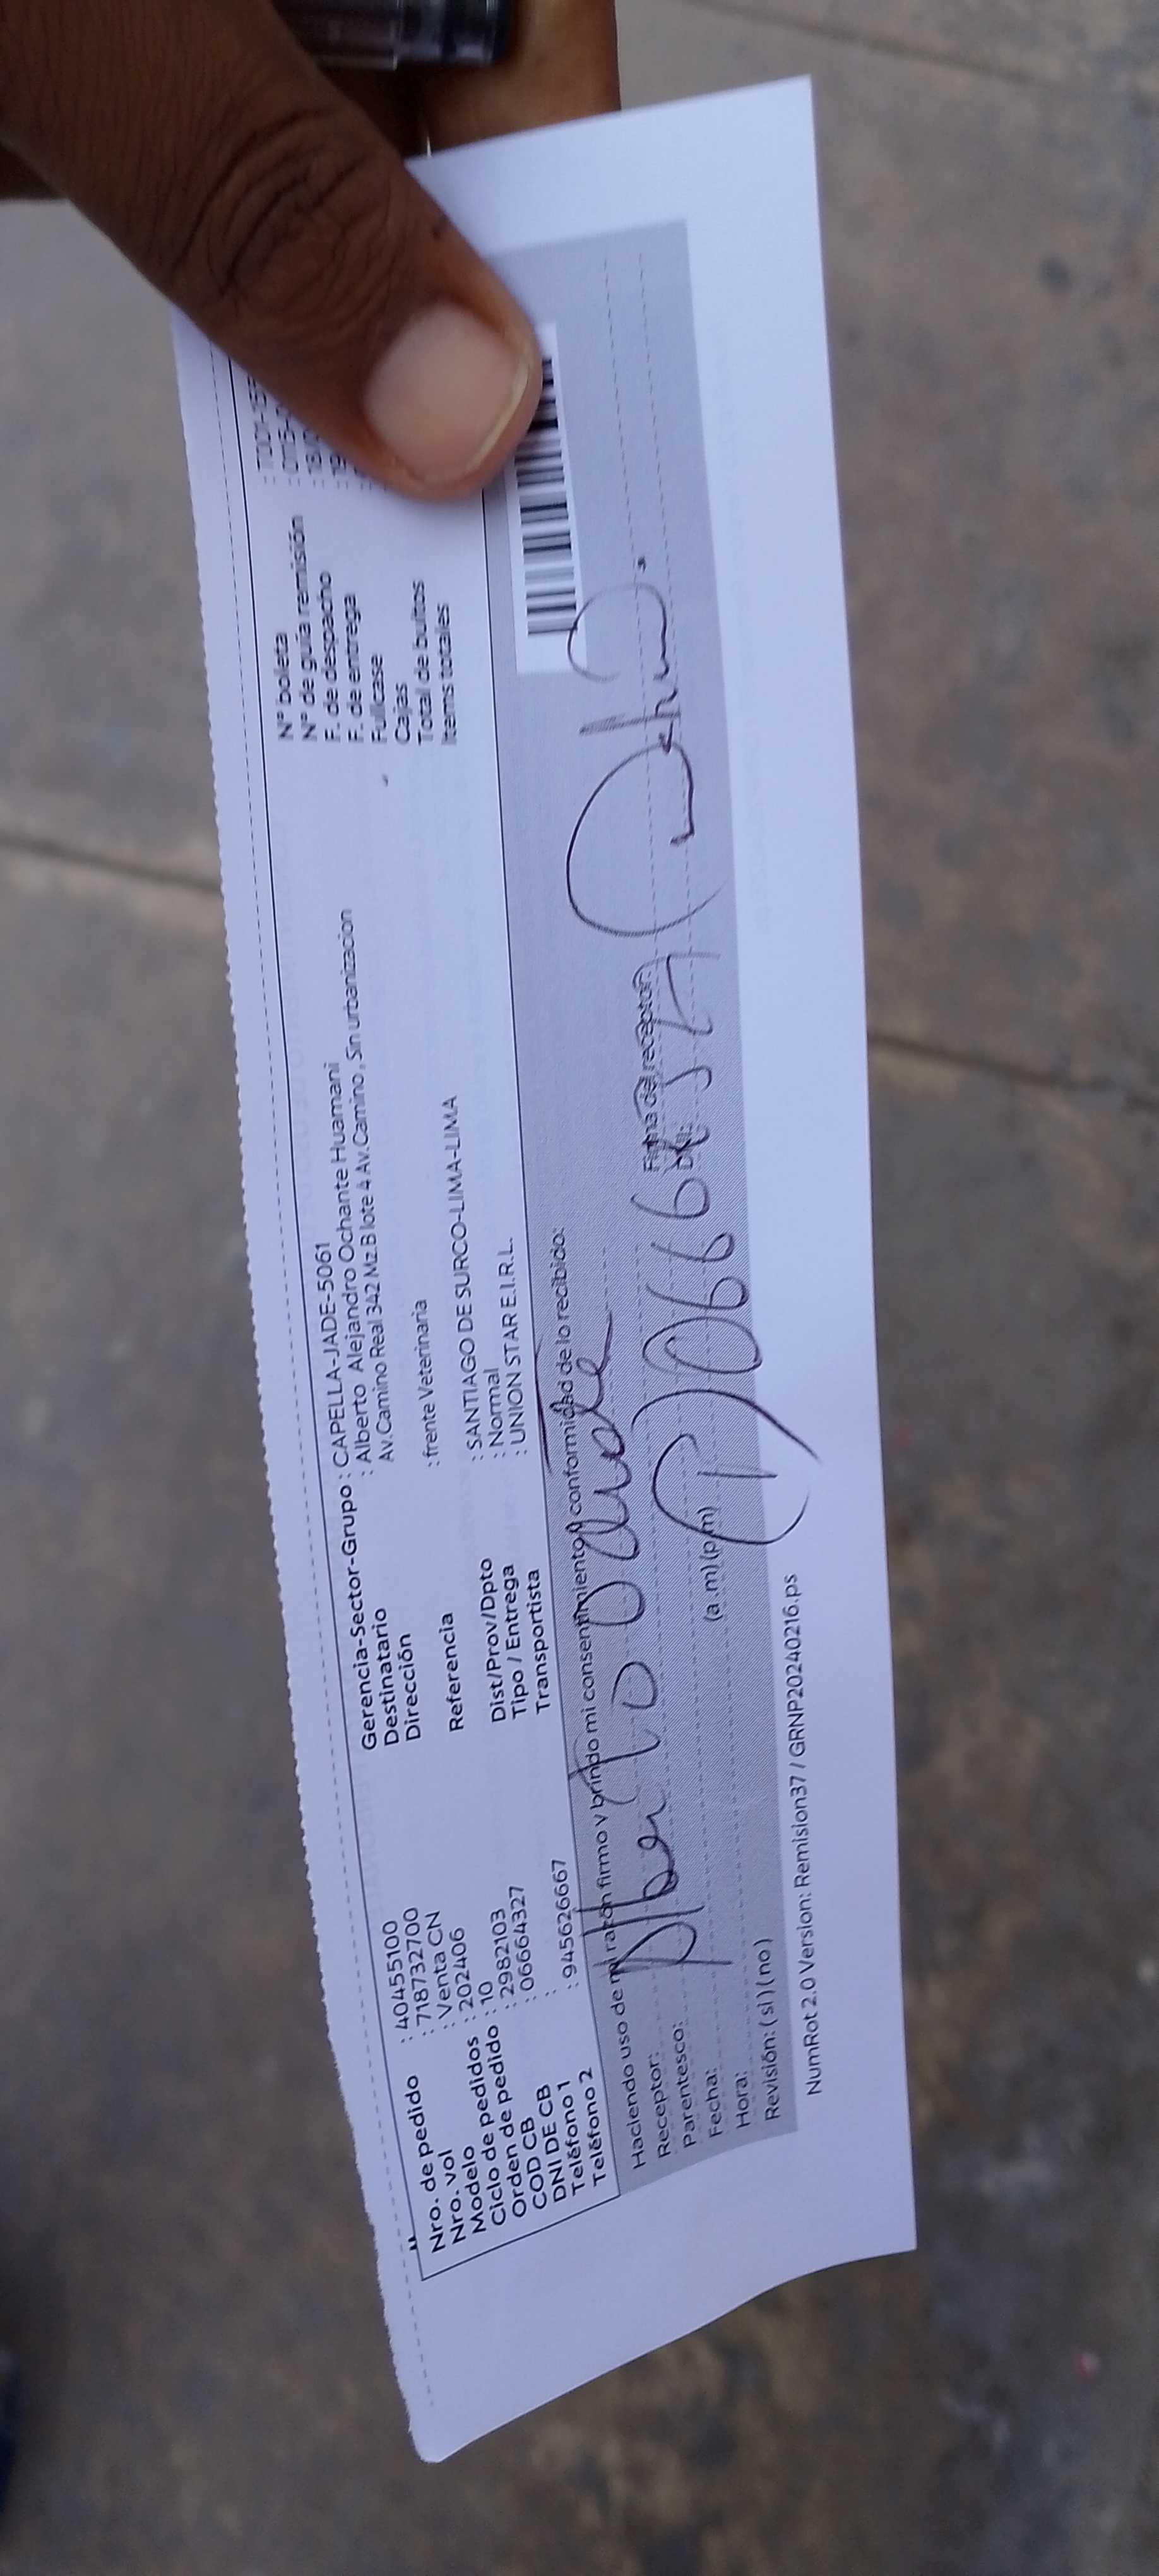 Nro. de pedido : 40455100
Nro. vol : 718732700
Modelo : Venta CN
Ciclo de pedidos : 202406
Orden de pedido : 10
COD CB : 2982103
DNI DE CB : 06664327
Teléfono 1 :
Teléfono 2 : 945626667
Gerencia-Sector-Grupo : CAPELLA-JADE-5061
Destinatario : Alberto Alejandro Ochante Huamani
Dirección Av.Camino Real 342 Mz B lote 4 Av.Camino , Sin urbanizacion
Referencia : frente Veterinaria
Dist/Prov/Dpto : SANTIAGO DE SURCO-LIMA-LIMA
Tipo / Entrega : Normal
Transportista : UNION STAR E.I.R.L.
N° boleta
N° de guía remisión
F. de despacho
F. de entrega
Fullcase
Cajas
Total de bultos
Items totales
Haciendo uso de mi razón firmo y brindo mi consentimiento y conformidad de lo recibido:
Receptor: Alberto
Parentesco:
Fecha:
Hora: (a.m) (p.m)
Revisión: ( sí ) ( no )
Firma del receptor:
NumRot 2.0 Version: Remision37 / GRNP20240216.ps